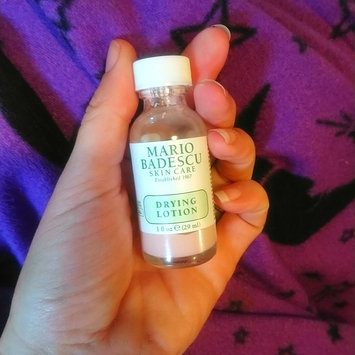 MARIO
BADESCU
SKIN CARE
Established 1967
DRYING
LOTION
1 fl oz ℮ (29 ml)